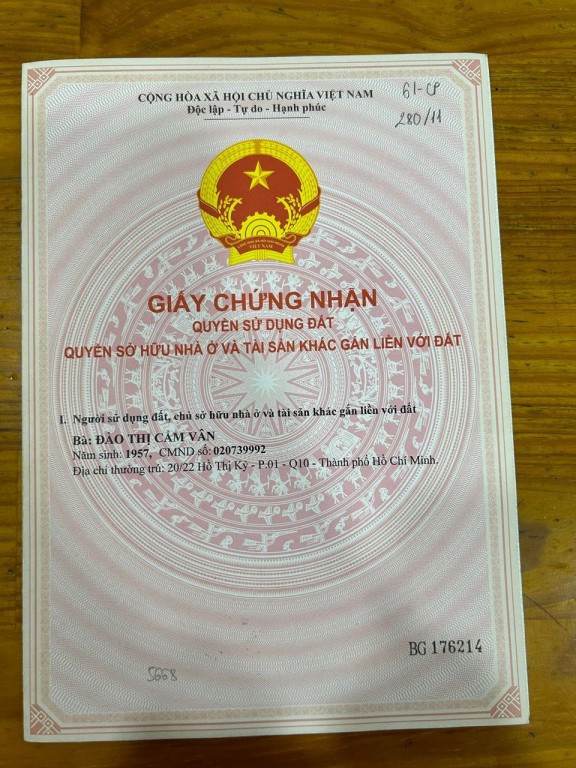 CỘNG HÒA XÃ HỘI CHỦ NGHĨA VIỆT NAM
Độc lập - Tự do - Hạnh phúc
61-CP
280/11
VIỆT NAM
GIẤY CHỨNG NHẬN
QUYỀN SỬ DỤNG ĐẤT
QUYỀN SỞ HỮU NHÀ Ở VÀ TÀI SẢN KHÁC GẮN LIỀN VỚI ĐẤT
I. Người sử dụng đất, chủ sở hữu nhà ở và tài sản khác gắn liền với đất
Bà: ĐÀO THỊ CẨM VÂN
Năm sinh: 1957, CMND số: 020739992
Địa chỉ thường trú: 20/22 Hồ Thị Kỷ - P.01 - Q10 - Thành phố Hồ Chí Minh.
BG 176214
5668